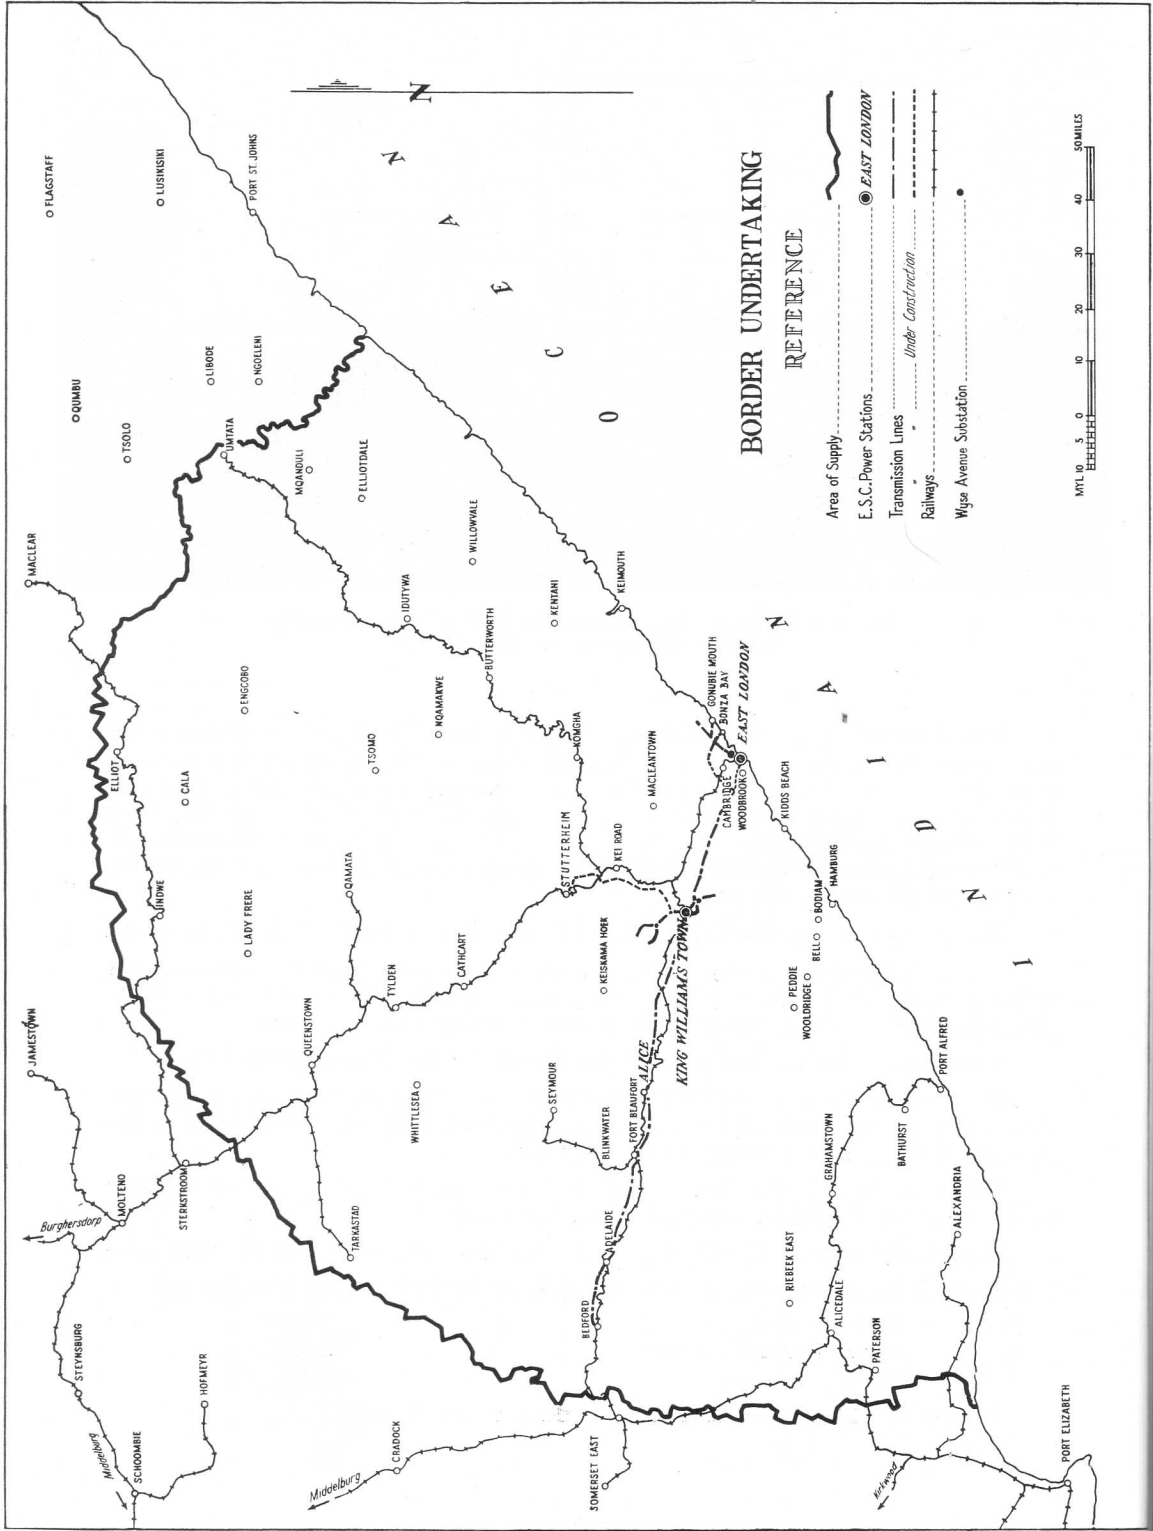 BORDER UNDERTAKING
REFERENCE
Area of Supply
E.S.C. Power Stations EAST LONDON
Transmission Lines
" " Under Construction
Railways
Wyse Avenue Substation
MYL 10 5 0 10 20 30 40 50 MILES
N
INDIAN
OCEAN
JAMESTOWN
MACLEAR
FLAGSTAFF
QUMBU
LUSIKISIKI
TSOLO
LIBODE
NGOELENI
PORT ST. JOHNS
UMTATA
MQANDULI
ELLIOTDALE
WILLOWVALE
IDUTYWA
BUTTERWORTH
KENTANI
KEIMOUTH
NQAMAKWE
TSOMO
ENGCOBO
CALA
ELLIOT
INDWE
LADY FRERE
QAMATA
TYLDEN
CATHCART
QUEENSTOWN
WHITTLESEA
STERKSTROOM
MOLTENO
Burghersdorp
STEYNSBURG
HOFMEYR
Middelburg
SCHOOMBIE
TARKASTAD
CRADOCK
Middelburg
KOMGHA
STUTTERHEIM
KEI ROAD
MACLEANTOWN
GONUBIE MOUTH
BONZA BAY
EAST LONDON
CAMBRIDGE
WOODBROOK
KIDDS BEACH
KEISKAMA HOEK
KING WILLIAM'S TOWN
HAMBURG
BODIAM
BELL
PEDDIE
WOOLDRIDGE
ALICE
SEYMOUR
BLINKWATER
FORT BEAUFORT
ADELAIDE
BEDFORD
SOMERSET EAST
PORT ALFRED
BATHURST
GRAHAMSTOWN
RIEBEEK EAST
ALICEDALE
PATERSON
ALEXANDRIA
Kirkwood
PORT ELIZABETH